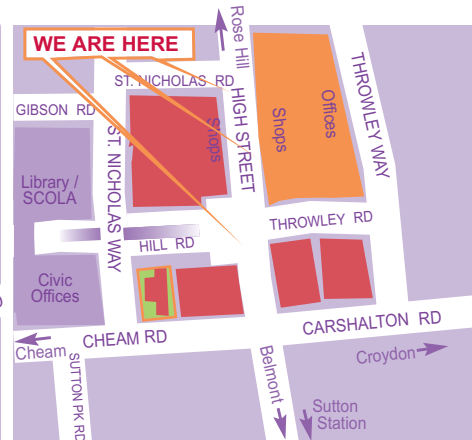 WE ARE HERE
Rose Hill
ST. NICHOLAS RD
GIBSON RD
ST. NICHOLAS WAY
Shops
HIGH STREET
Shops
Offices
THROWLEY WAY
Library /
SCOLA
THROWLEY RD
HILL RD
Civic
Offices
CHEAM RD
CARSHALTON RD
Cheam
Croydon
SUTTON PK RD
Belmont
Sutton
Station